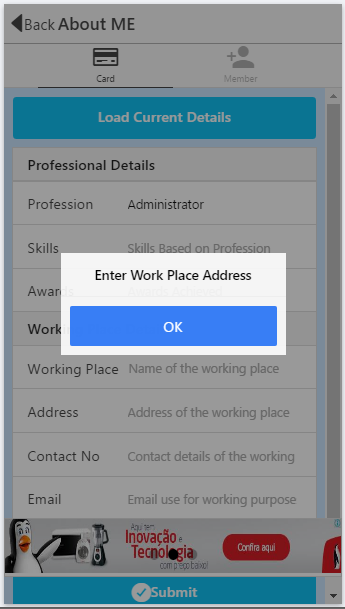 Back About ME
Card
Member
Load Current Details
Professional Details
Profession Administrator
Skills Skills Based on Profession
Enter Work Place Address
Awards Awards Achieved
OK
Working Place Name of the working place
Address Address of the working place
Contact No Contact details of the working
Email Email use for working purpose
Aqui tem
Inovação e
Tecnologia
com o preço baixo!
Confira aqui
Submit